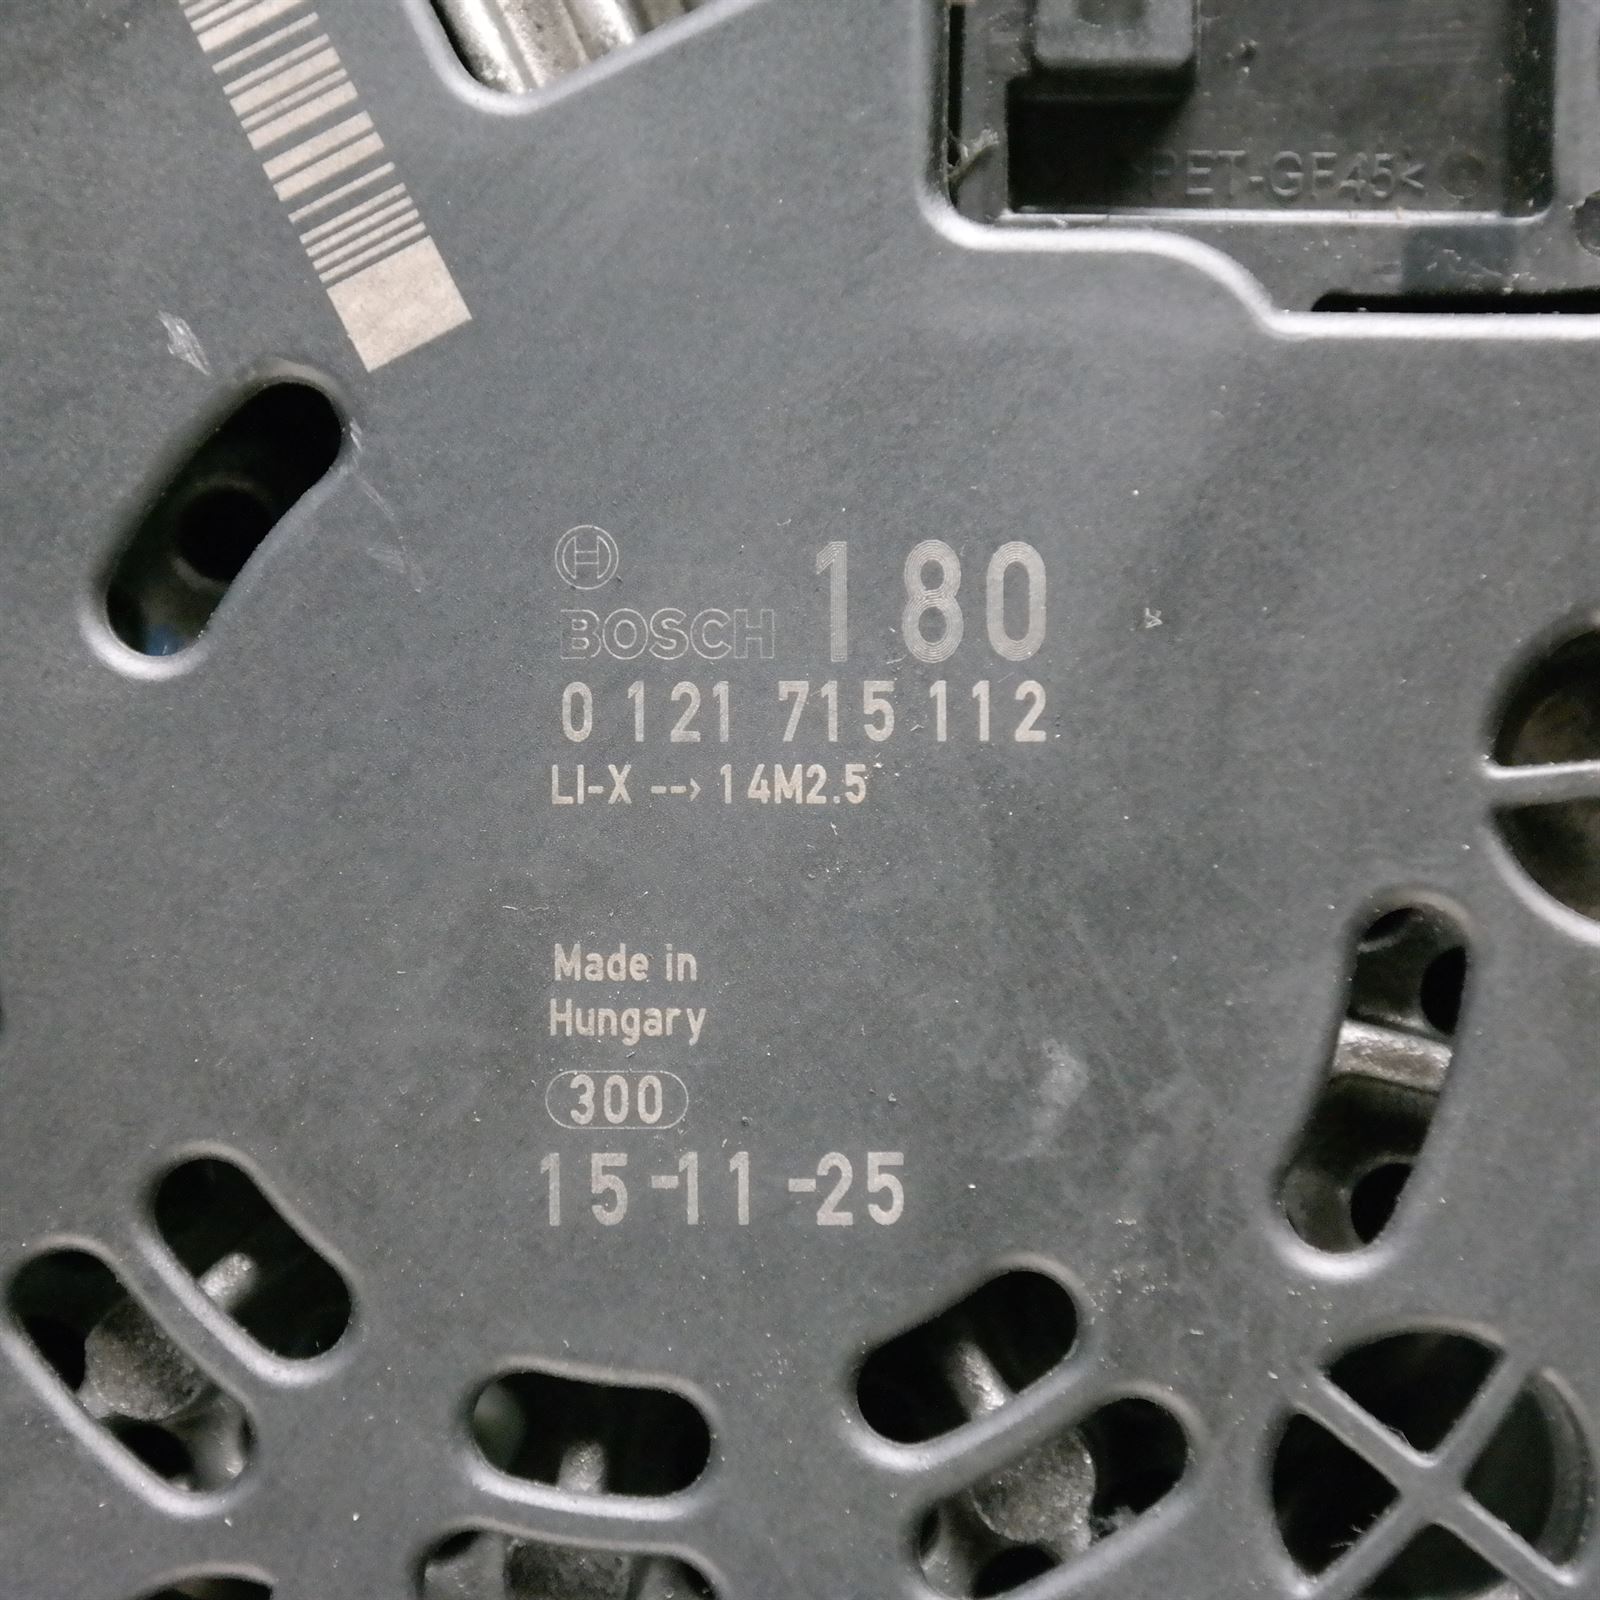 >PET-GF45<
BOSCH 180
0 121 715 112
LI-X --> 14M2.5
Made in
Hungary
300
15-11-25